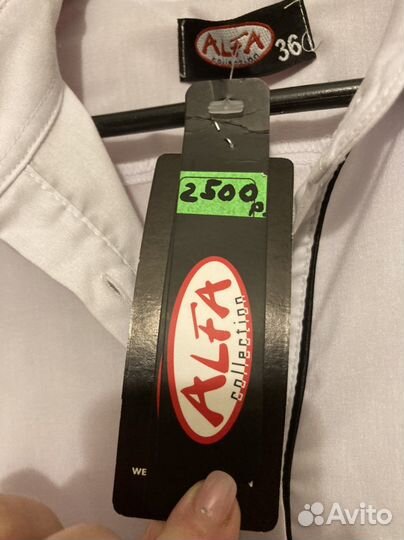 ALFA
collection
36
2500р
ALFA
collection
WE
Avito